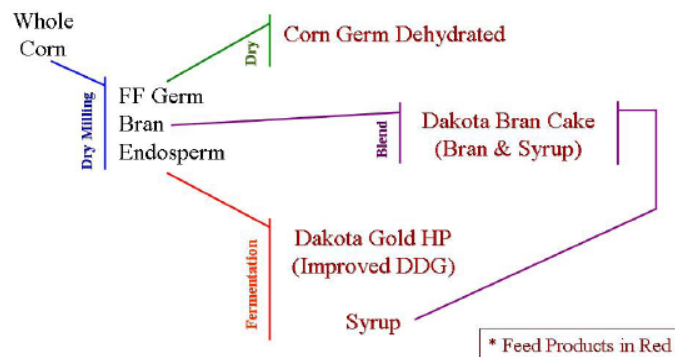 Whole
Corn
Dry Milling
FF Germ
Bran
Endosperm
Dry
Corn Germ Dehydrated
Blend
Dakota Bran Cake
(Bran & Syrup)
Fermentation
Dakota Gold HP
(Improved DDG)
Syrup
* Feed Products in Red